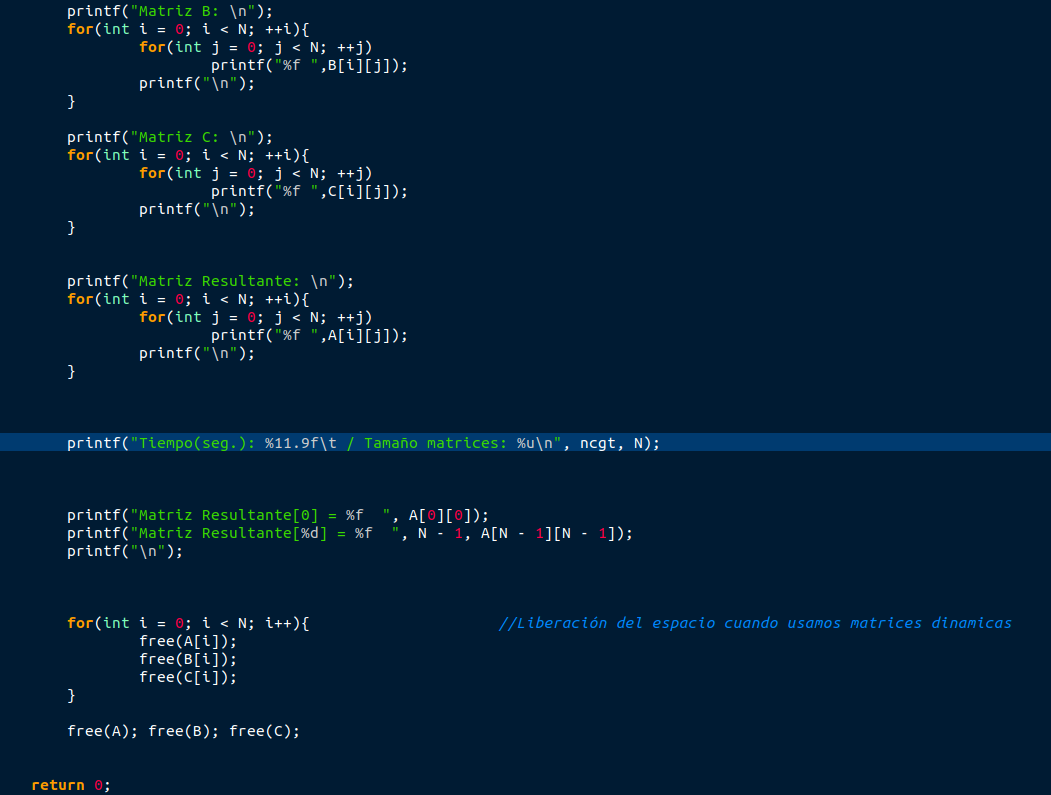 printf("Matriz B: \n");
for(int i = 0; i < N; ++i){
for(int j = 0; j < N; ++j)
printf("%f ",B[i][j]);
printf("\n");
}
printf("Matriz C: \n");
for(int i = 0; i < N; ++i){
for(int j = 0; j < N; ++j)
printf("%f ",C[i][j]);
printf("\n");
}
printf("Matriz Resultante: \n");
for(int i = 0; i < N; ++i){
for(int j = 0; j < N; ++j)
printf("%f ",A[i][j]);
printf("\n");
}
printf("Tiempo(seg.): %11.9f\t / Tamaño matrices: %u\n", ncgt, N);
printf("Matriz Resultante[0] = %f  ", A[0][0]);
printf("Matriz Resultante[%d] = %f  ", N - 1, A[N - 1][N - 1]);
printf("\n");
for(int i = 0; i < N; i++){ //Liberación del espacio cuando usamos matrices dinamicas
free(A[i]);
free(B[i]);
free(C[i]);
}
free(A); free(B); free(C);
return 0;